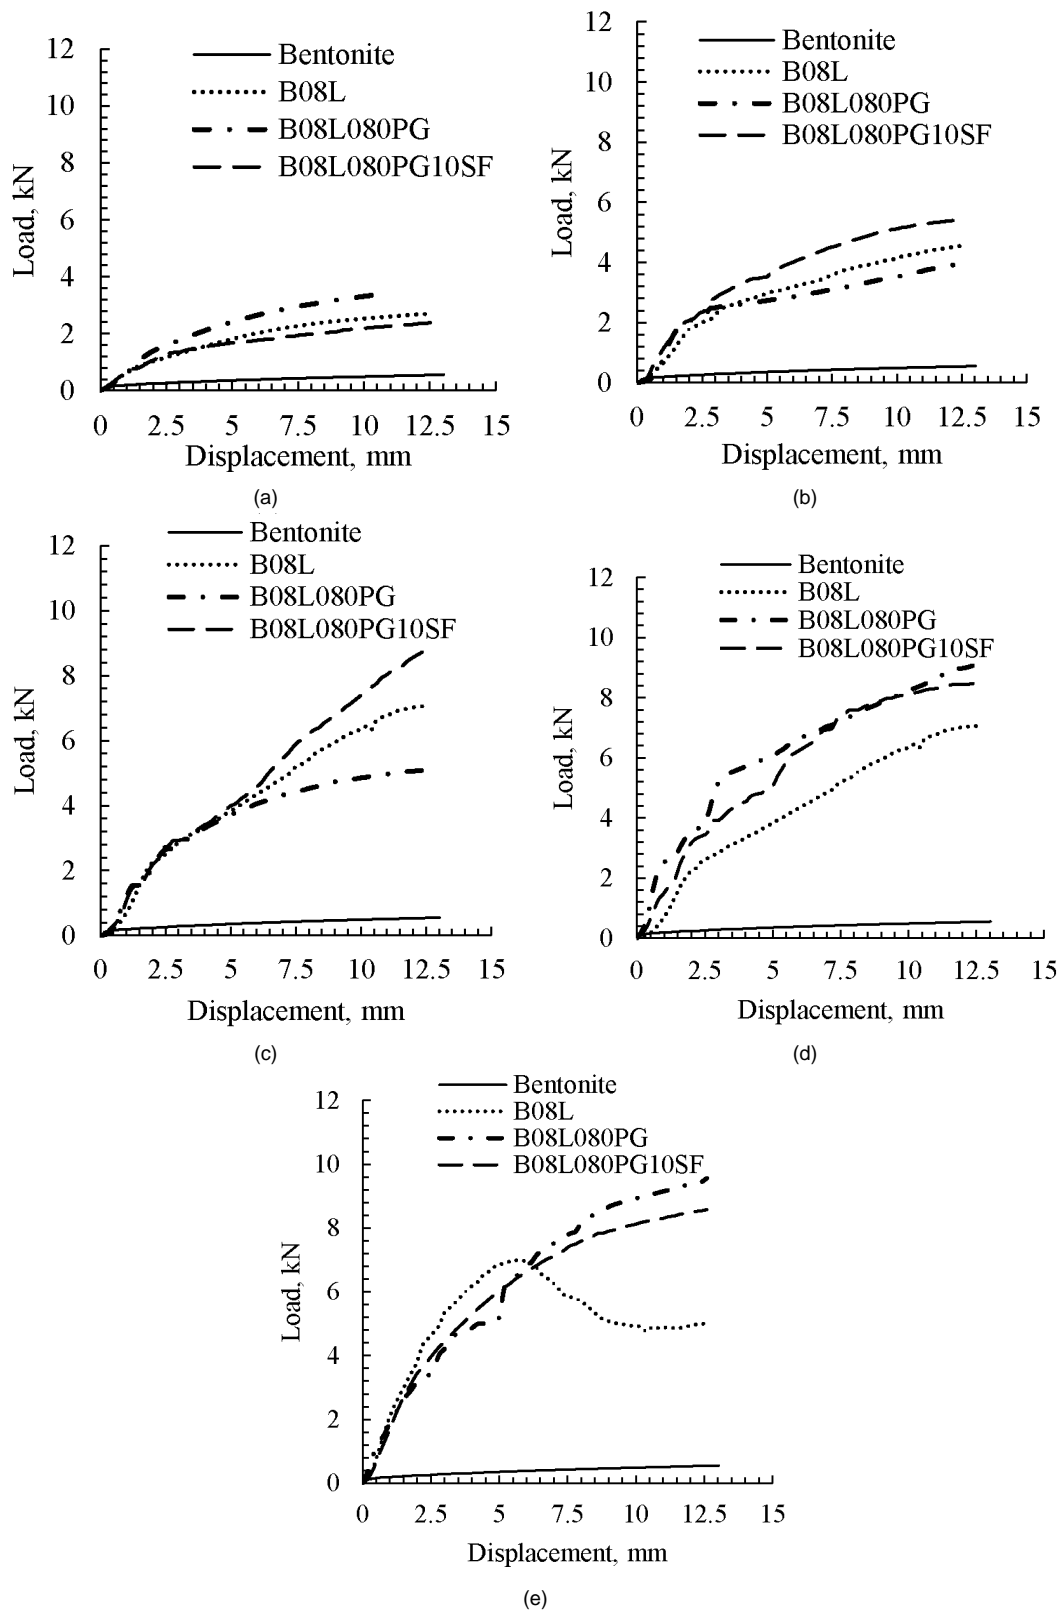 Bentonite
B08L
B08L080PG
B08L080PG10SF
12
10
8
6
4
2
0
Load, kN
0 2.5 5 7.5 10 12.5 15
Displacement, mm
(a)
Bentonite
B08L
B08L080PG
B08L080PG10SF
12
10
8
6
4
2
0
Load, kN
0 2.5 5 7.5 10 12.5 15
Displacement, mm
(b)
Bentonite
B08L
B08L080PG
B08L080PG10SF
12
10
8
6
4
2
0
Load, kN
0 2.5 5 7.5 10 12.5 15
Displacement, mm
(c)
Bentonite
B08L
B08L080PG
B08L080PG10SF
12
10
8
6
4
2
0
Load, kN
0 2.5 5 7.5 10 12.5 15
Displacement, mm
(d)
Bentonite
B08L
B08L080PG
B08L080PG10SF
12
10
8
6
4
2
0
Load, kN
0 2.5 5 7.5 10 12.5 15
Displacement, mm
(e)